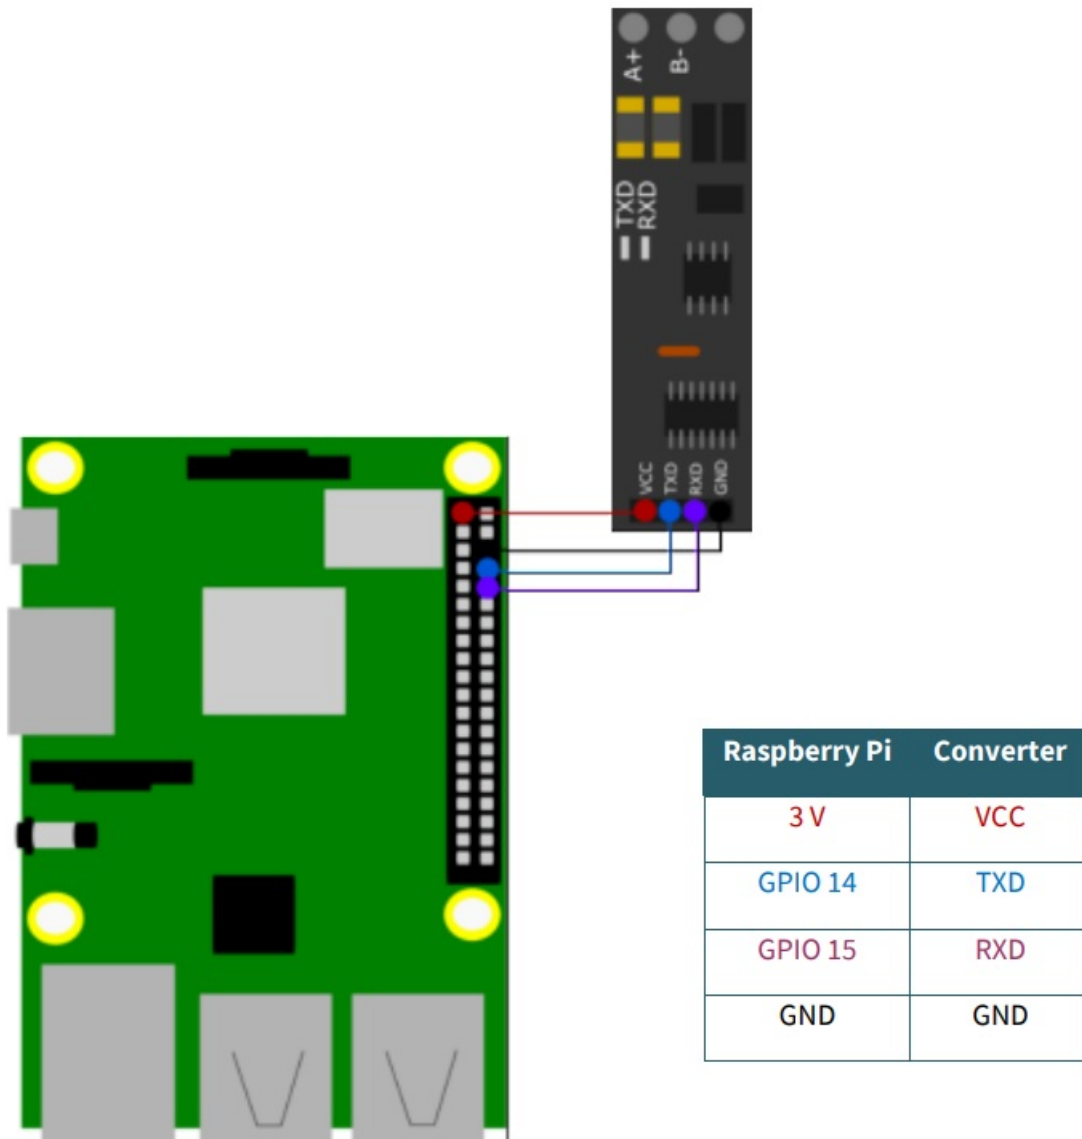 A+ B-
TXD
RXD
VCC TXD RXD GND
Raspberry Pi Converter
3 V VCC
GPIO 14 TXD
GPIO 15 RXD
GND GND